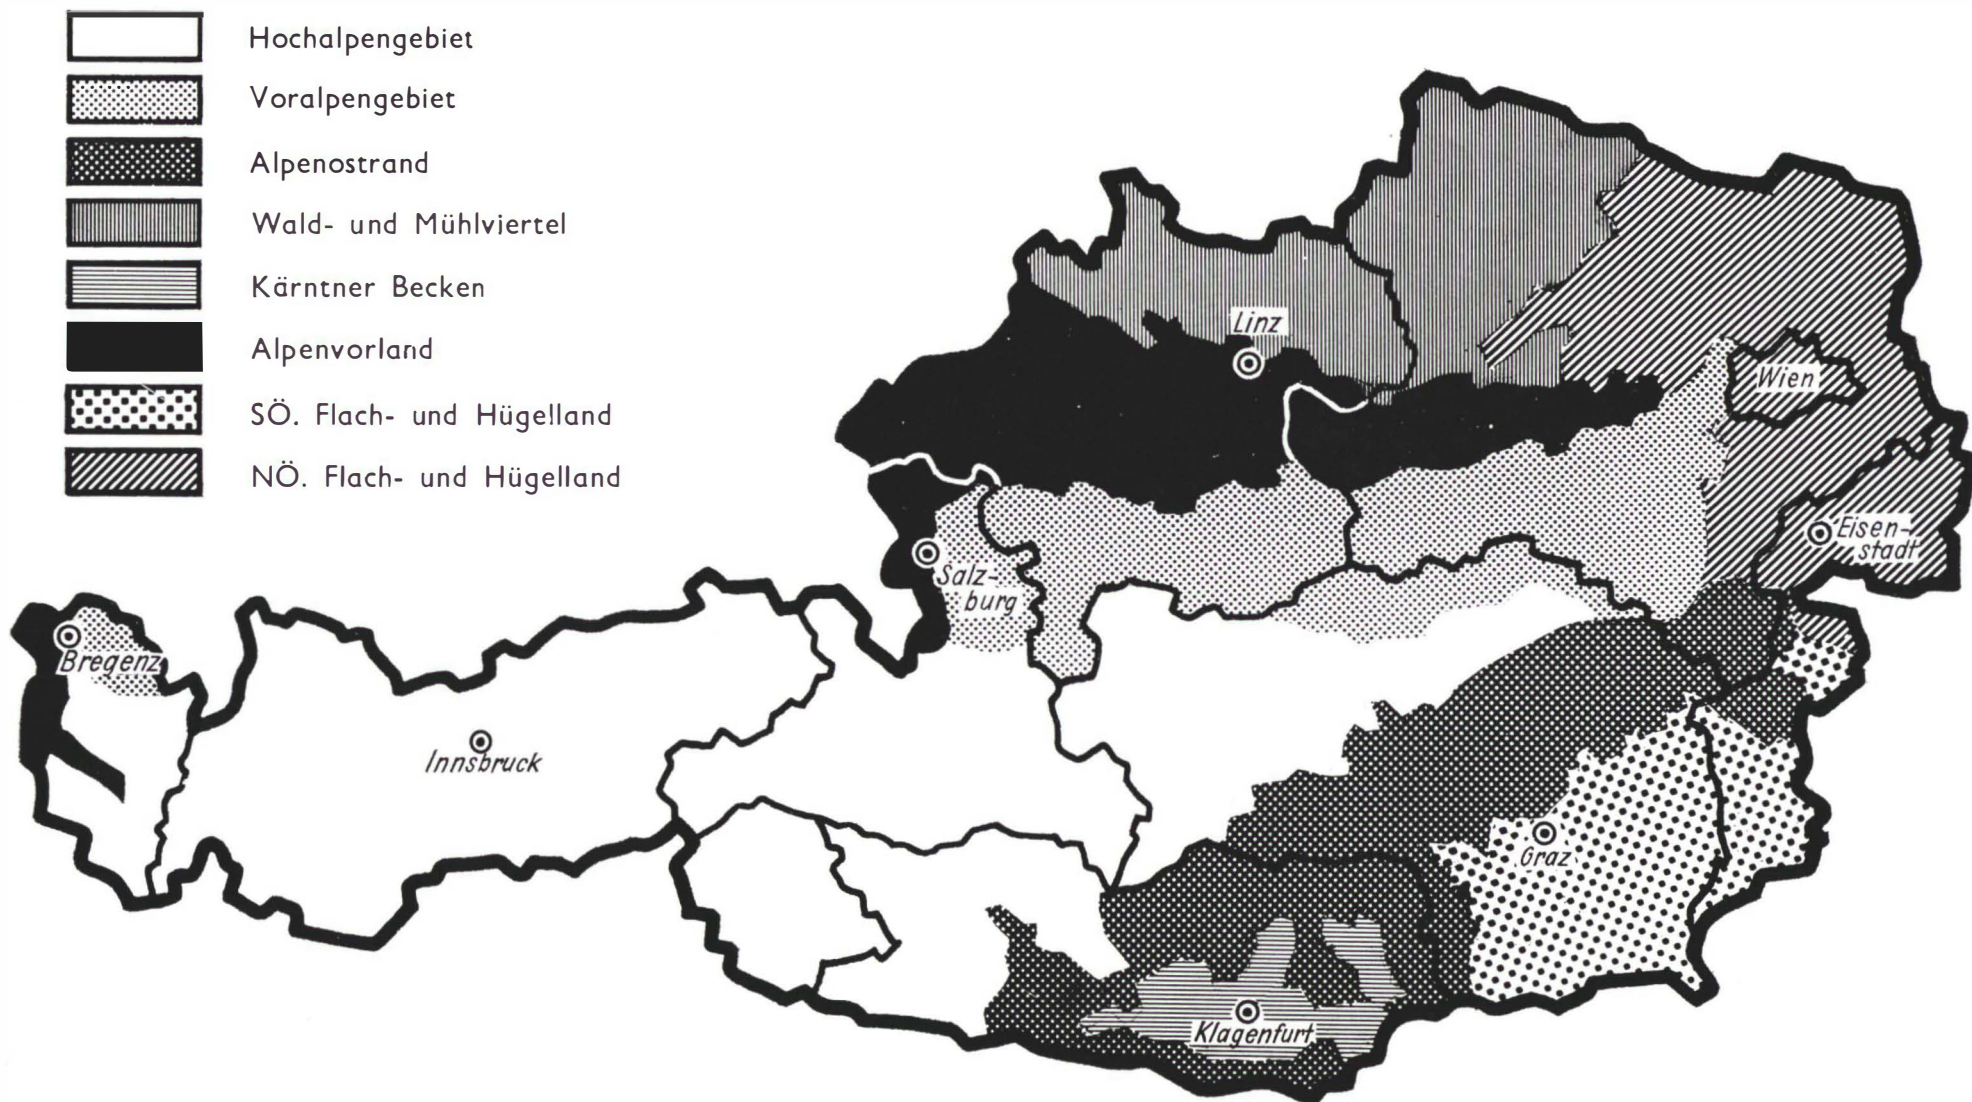 Hochalpengebiet
Voralpengebiet
Alpenostrand
Wald- und Mühlviertel
Kärntner Becken
Alpenvorland
SÖ. Flach- und Hügelland
NÖ. Flach- und Hügelland
Linz
Wien
Eisen-
stadt
Salz-
burg
Bregenz
Innsbruck
Graz
Klagenfurt